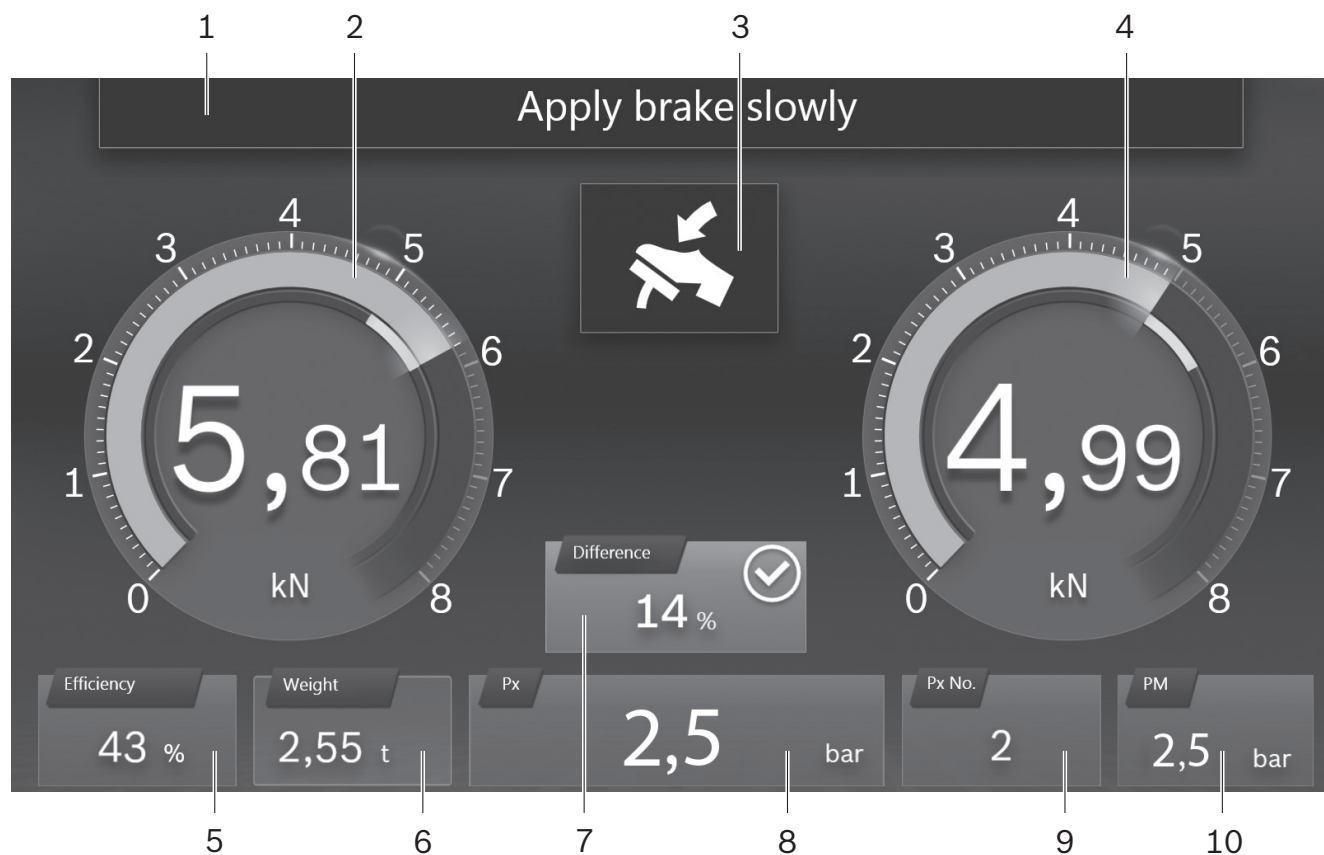 1 2 3 4
Apply brake slowly
4 4
3 5 3 5
2 6 2 6
5,81 4,99
1 7 1 7
Difference
kN kN
0 8 0 8
14 %
Efficiency Weight Px Px No. PM
43 % 2,55 t 2,5 bar 2 2,5 bar
5 6 7 8 9 10